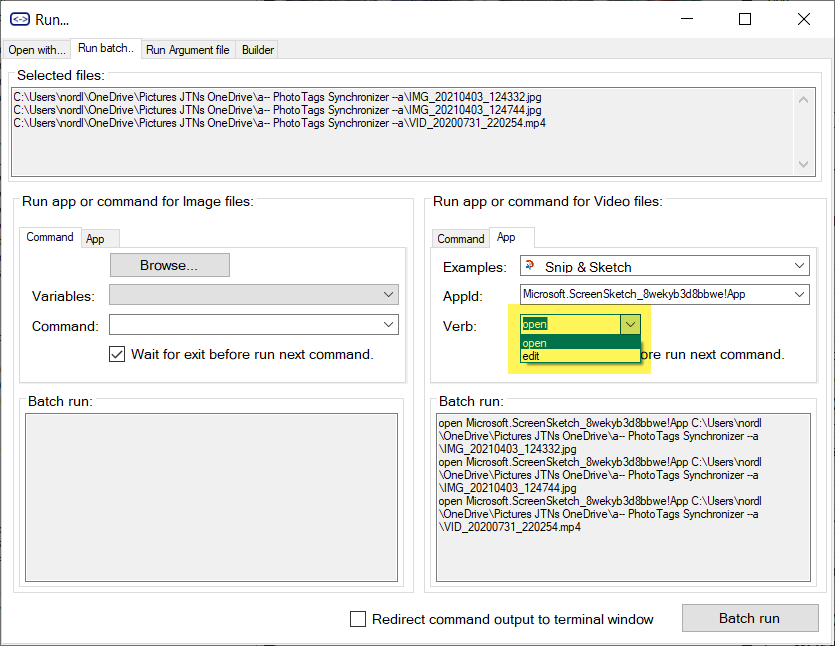 Run...
Open with...
Run batch..
Run Argument file
Builder
Selected files:
C:\Users\nordl\OneDrive\Pictures JTNs OneDrive\a-- PhotoTags Synchronizer --a\IMG_20210403_124332.jpg
C:\Users\nordl\OneDrive\Pictures JTNs OneDrive\a-- PhotoTags Synchronizer --a\IMG_20210403_124744.jpg
C:\Users\nordl\OneDrive\Pictures JTNs OneDrive\a-- PhotoTags Synchronizer --a\VID_20200731_220254.mp4
Run app or command for Image files:
Command
App
Browse...
Variables:
Command:
Wait for exit before run next command.
Batch run:
Run app or command for Video files:
Command
App
Examples:
Snip & Sketch
AppId:
Microsoft.ScreenSketch_8wekyb3d8bbwe!App
Verb:
open
open
edit
ore run next command.
Batch run:
open Microsoft.ScreenSketch_8wekyb3d8bbwe!App C:\Users\nordl
\OneDrive\Pictures JTNs OneDrive\a-- PhotoTags Synchronizer --a
\IMG_20210403_124332.jpg
open Microsoft.ScreenSketch_8wekyb3d8bbwe!App C:\Users\nordl
\OneDrive\Pictures JTNs OneDrive\a-- PhotoTags Synchronizer --a
\IMG_20210403_124744.jpg
open Microsoft.ScreenSketch_8wekyb3d8bbwe!App C:\Users\nordl
\OneDrive\Pictures JTNs OneDrive\a-- PhotoTags Synchronizer --a
\VID_20200731_220254.mp4
Redirect command output to terminal window
Batch run